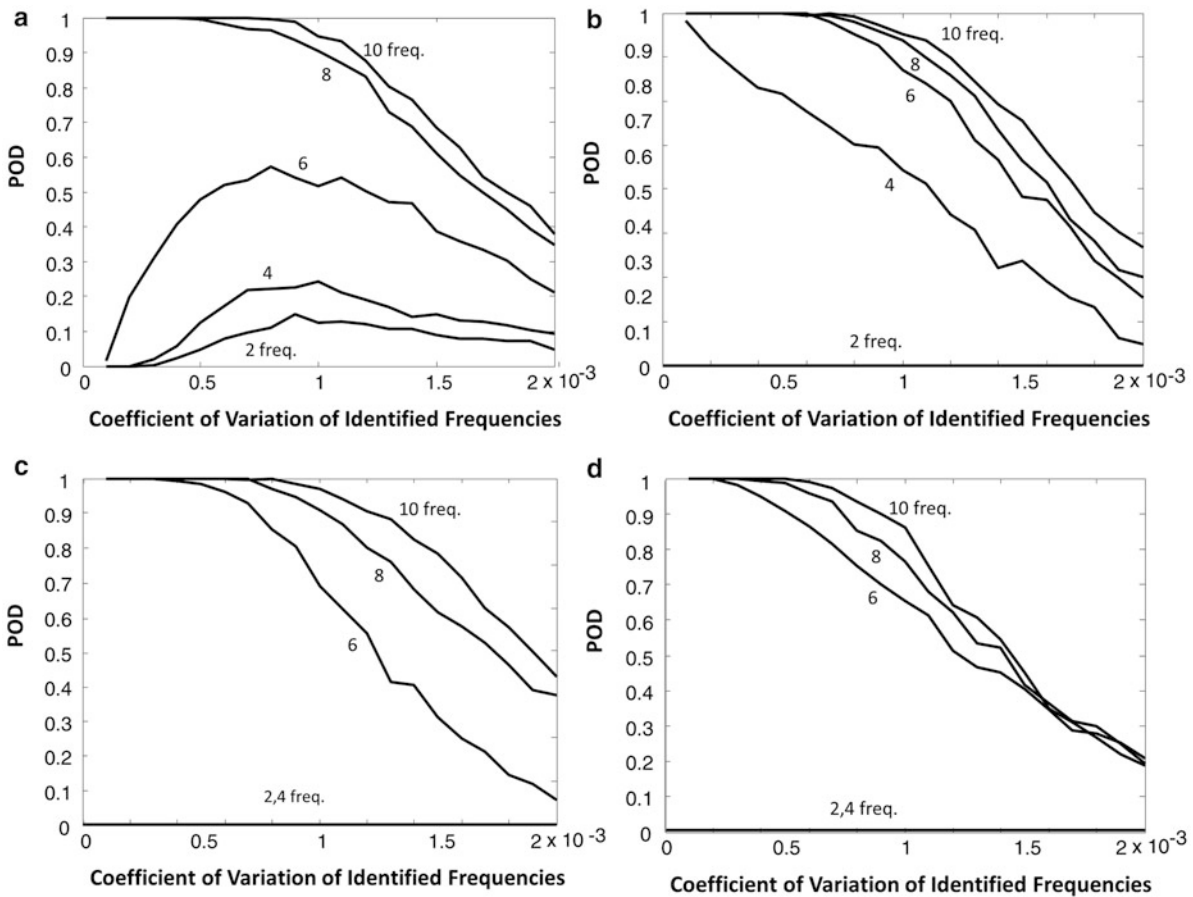 a
1
0.9
0.8
0.7
0.6
0.5
0.4
0.3
0.2
0.1
0
POD
10 freq.
8
6
4
2 freq.
0 0.5 1 1.5 2 x 10-3
Coefficient of Variation of Identified Frequencies
b
1
0.9
0.8
0.7
0.6
0.5
0.4
0.3
0.2
0.1
0
POD
10 freq.
8
6
4
2 freq.
0 0.5 1 1.5 2 x 10-3
Coefficient of Variation of Identified Frequencies
c
1
0.9
0.8
0.7
0.6
0.5
0.4
0.3
0.2
0.1
0
POD
10 freq.
8
6
2,4 freq.
0 0.5 1 1.5 2 x 10-3
Coefficient of Variation of Identified Frequencies
d
1
0.9
0.8
0.7
0.6
0.5
0.4
0.3
0.2
0.1
0
POD
10 freq.
8
6
2,4 freq.
0 0.5 1 1.5 2 x 10-3
Coefficient of Variation of Identified Frequencies